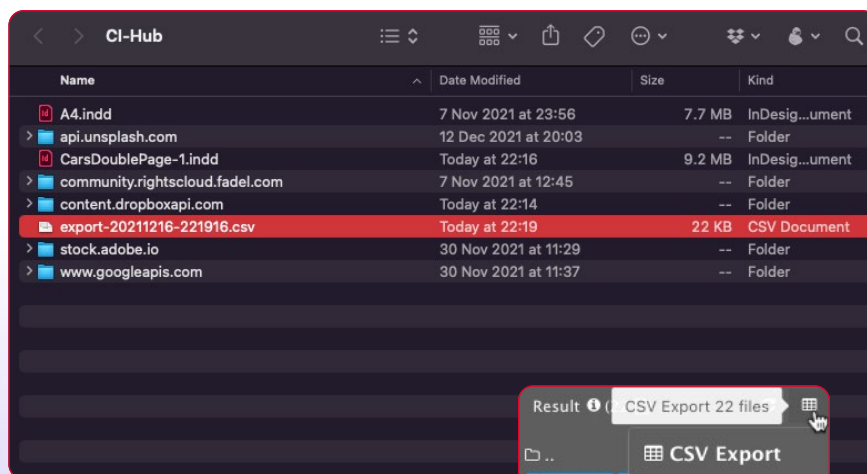 CI-Hub
Name Date Modified Size Kind
A4.indd 7 Nov 2021 at 23:56 7.7 MB InDesig...ument
api.unsplash.com 12 Dec 2021 at 20:03 -- Folder
CarsDoublePage-1.indd Today at 22:16 9.2 MB InDesig...ument
community.rightscloud.fadel.com 7 Nov 2021 at 12:45 -- Folder
content.dropboxapi.com Today at 22:14 -- Folder
export-20211216-221916.csv Today at 22:19 22 KB CSV Document
stock.adobe.io 30 Nov 2021 at 11:29 -- Folder
www.googleapis.com 30 Nov 2021 at 11:37 -- Folder
Result CSV Export 22 files
..
CSV Export